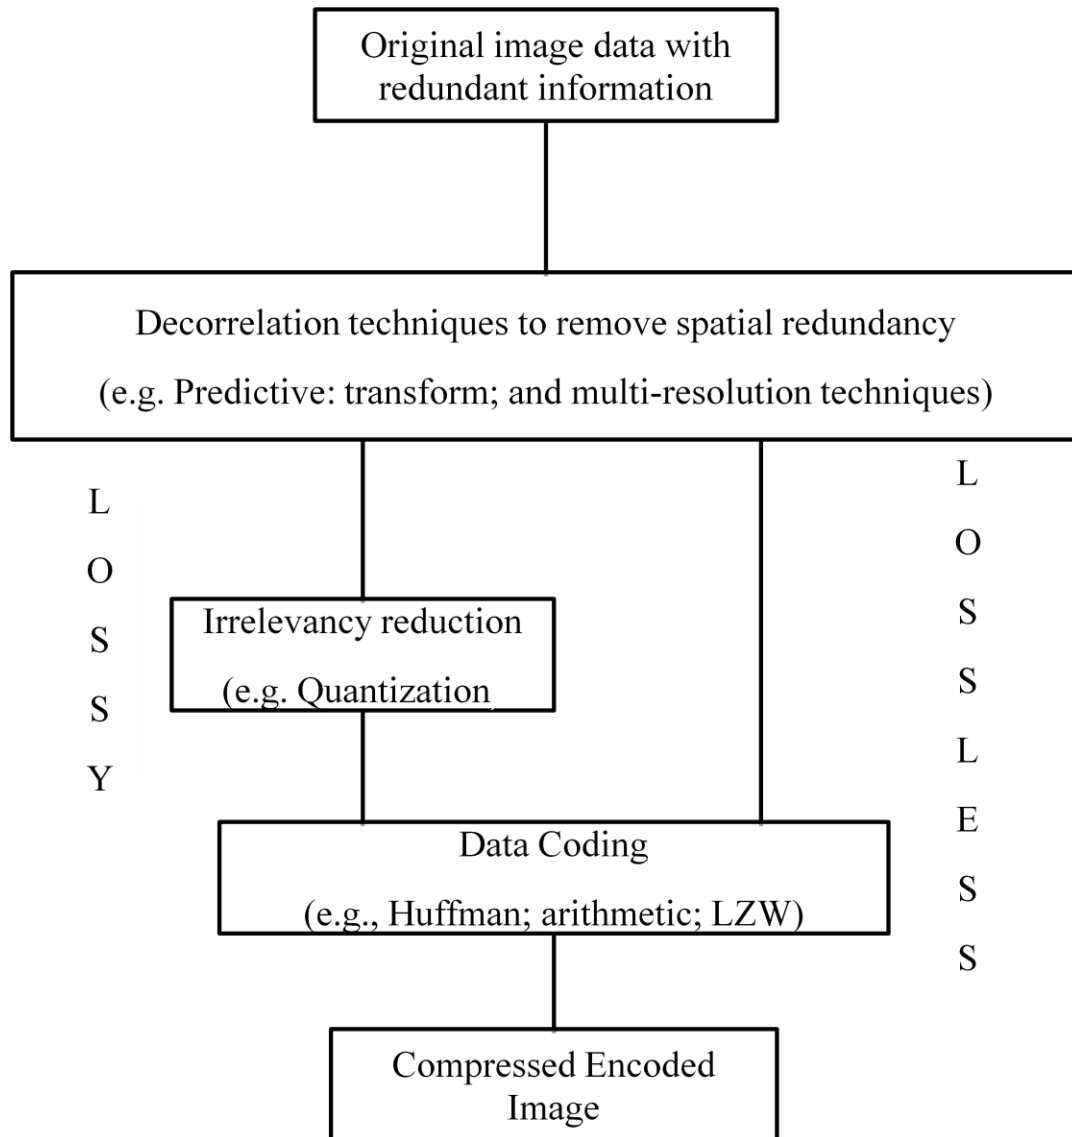 Original image data with
redundant information
Decorrelation techniques to remove spatial redundancy
(e.g. Predictive: transform; and multi-resolution techniques)
L
O
S
S
Y
L
O
S
S
L
E
S
S
Irrelevancy reduction
(e.g. Quantization
Data Coding
(e.g., Huffman; arithmetic; LZW)
Compressed Encoded
Image